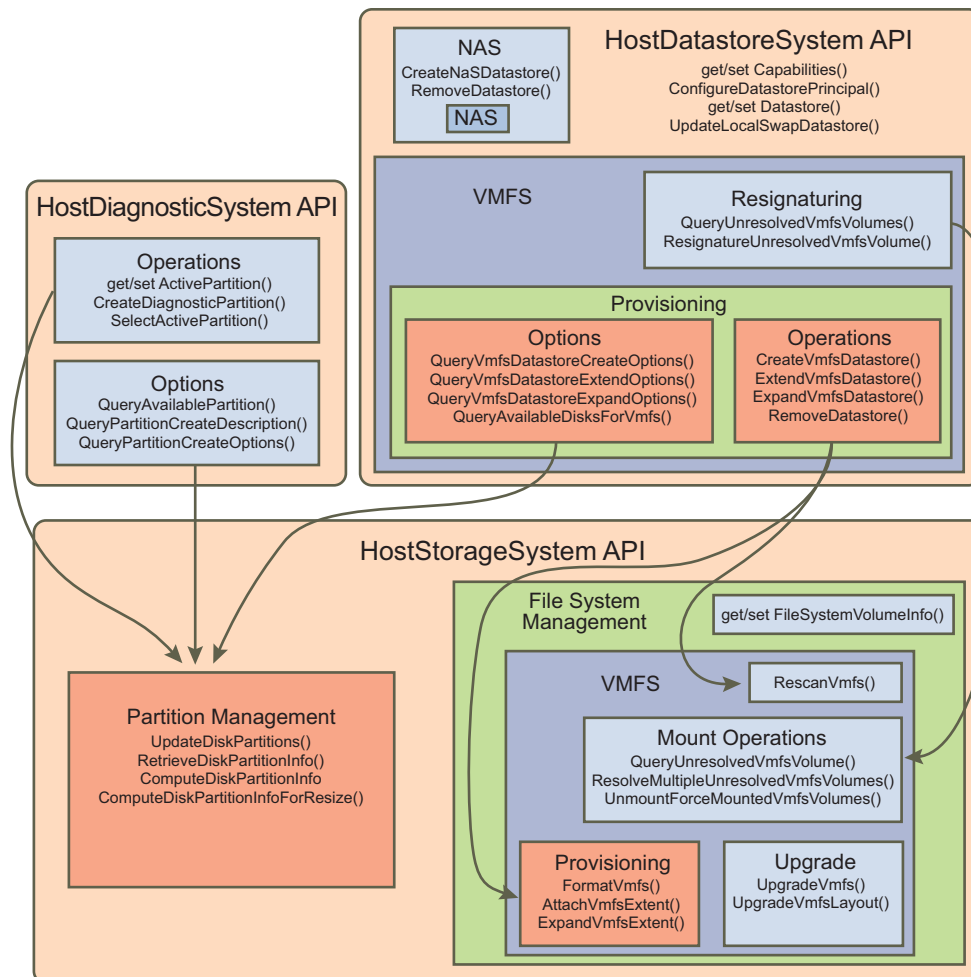 HostDatastoreSystem API
get/set Capabilities()
ConfigureDatastorePrincipal()
get/set Datastore()
UpdateLocalSwapDatastore()
NAS
CreateNaSDatastore()
RemoveDatastore()
NAS
VMFS
Resignaturing
QueryUnresolvedVmfsVolumes()
ResignatureUnresolvedVmfsVolume()
Provisioning
Options
QueryVmfsDatastoreCreateOptions()
QueryVmfsDatastoreExtendOptions()
QueryVmfsDatastoreExpandOptions()
QueryAvailableDisksForVmfs()
Operations
CreateVmfsDatastore()
ExtendVmfsDatastore()
ExpandVmfsDatastore()
RemoveDatastore()
HostDiagnosticSystem API
Operations
get/set ActivePartition()
CreateDiagnosticPartition()
SelectActivePartition()
Options
QueryAvailablePartition()
QueryPartitionCreateDescription()
QueryPartitionCreateOptions()
HostStorageSystem API
Partition Management
UpdateDiskPartitions()
RetrieveDiskPartitionInfo()
ComputeDiskPartitionInfo
ComputeDiskPartitionInfoForResize()
File System
Management
get/set FileSystemVolumeInfo()
VMFS
RescanVmfs()
Mount Operations
QueryUnresolvedVmfsVolume()
ResolveMultipleUnresolvedVmfsVolumes()
UnmountForceMountedVmfsVolumes()
Provisioning
FormatVmfs()
AttachVmfsExtent()
ExpandVmfsExtent()
Upgrade
UpgradeVmfs()
UpgradeVmfsLayout()